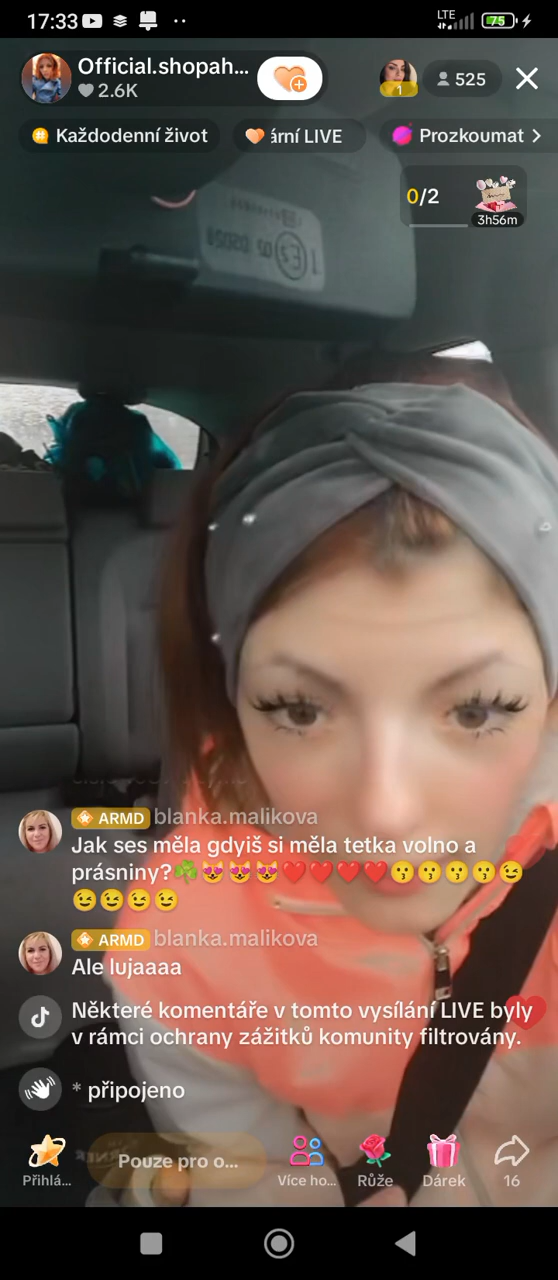 17:33
LTE
75
Official.shopah...
2.6K
1
525
Každodenní život
ární LIVE
Prozkoumat
0/2
3h56m
ARMD blanka.malikova
Jak ses měla gdyiš si měla tetka volno a
prásniny?☘️😻😻😻❤️❤️❤️❤️😗😗😗😗😉
😉😉😉😉
ARMD blanka.malikova
Ale lujaaaa
Některé komentáře v tomto vysílání LIVE byly
v rámci ochrany zážitků komunity filtrovány.
* připojeno
Pouze pro o...
Přihlá...
Více ho...
Růže
Dárek
16